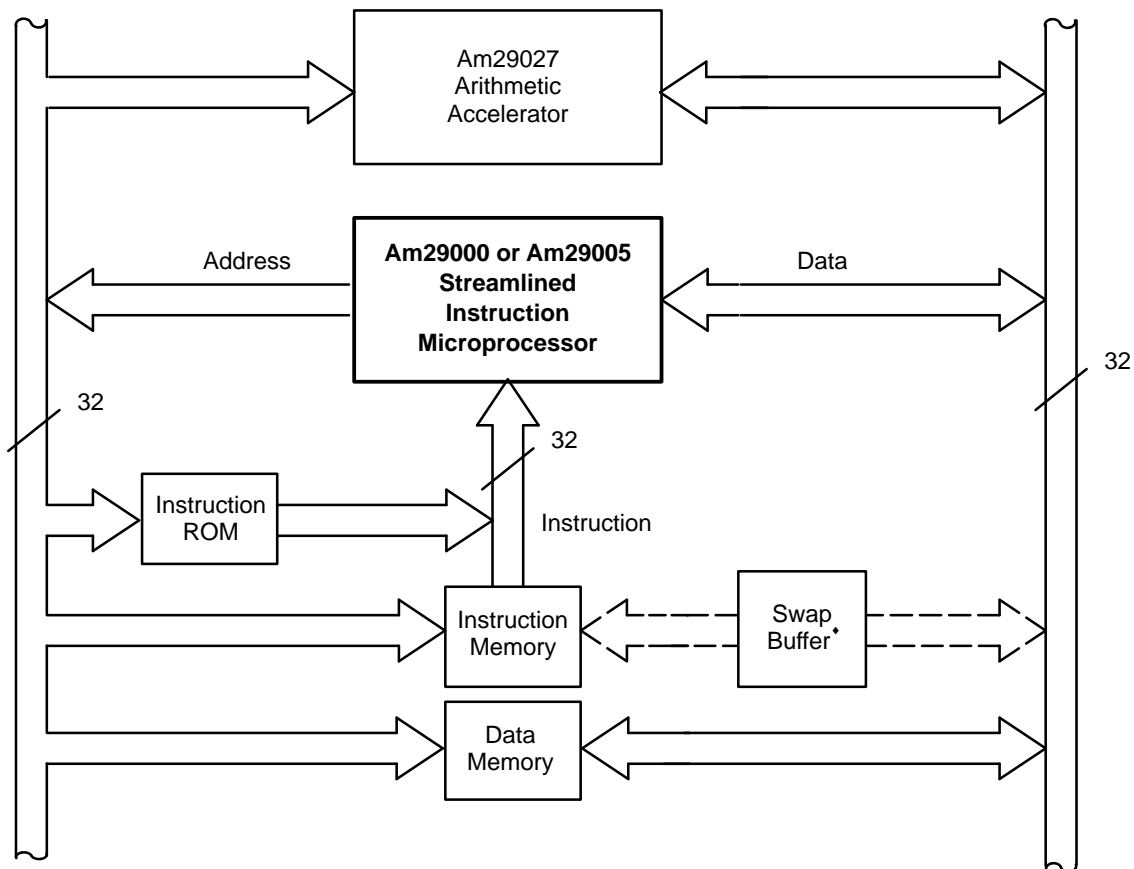 Am29027
Arithmetic
Accelerator
Address
Am29000 or Am29005
Streamlined
Instruction
Microprocessor
Data
32
32
32
Instruction
ROM
Instruction
Instruction
Memory
Swap
Buffer♦
Data
Memory